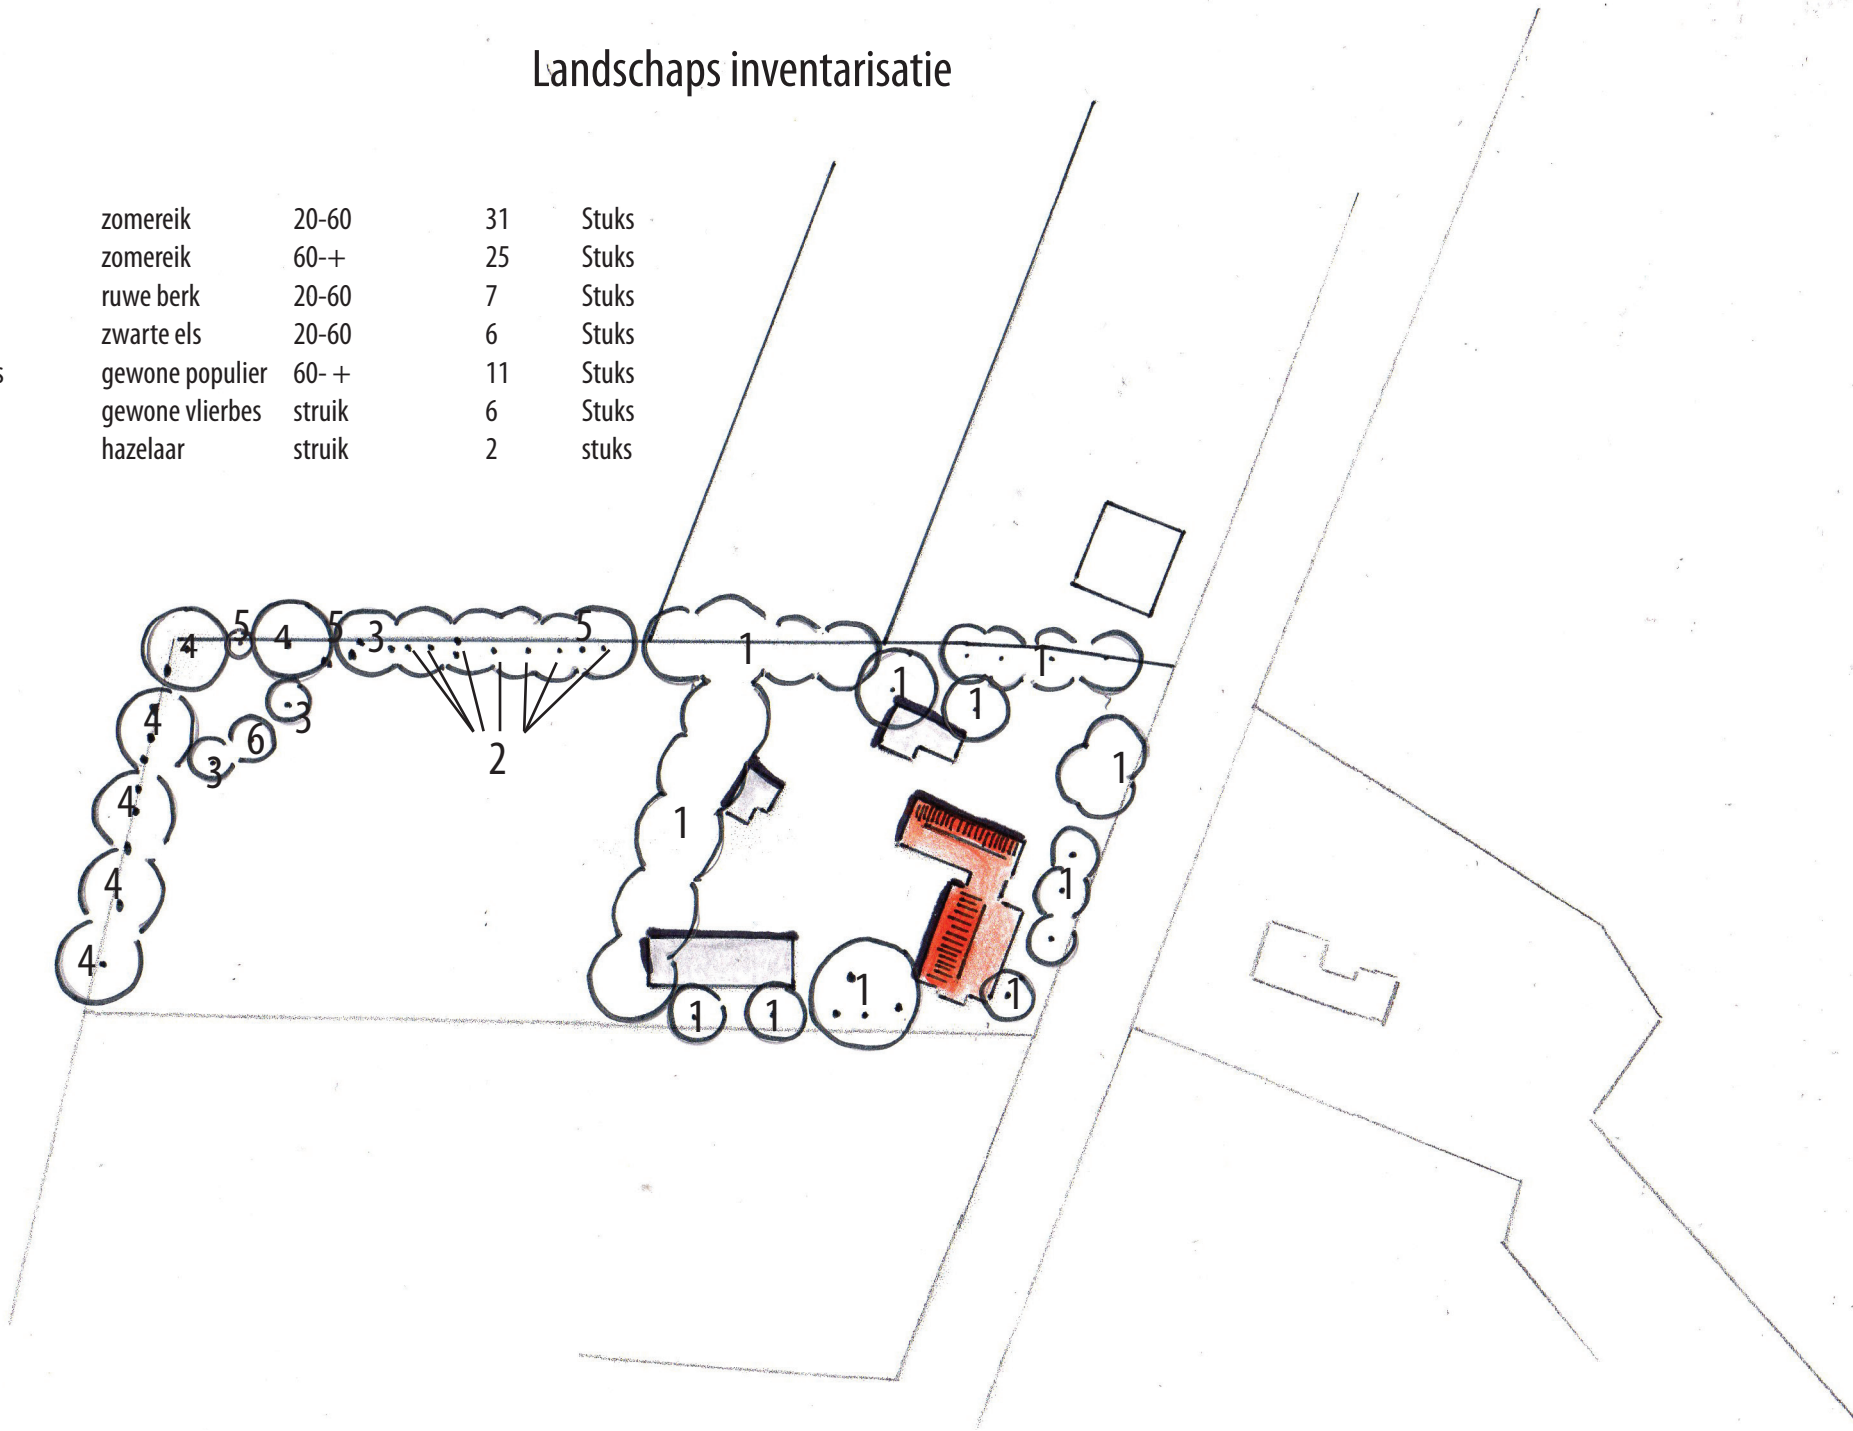 Landschaps inventarisatie
zomereik 20-60 31 Stuks
zomereik 60-+ 25 Stuks
ruwe berk 20-60 7 Stuks
zwarte els 20-60 6 Stuks
s gewone populier 60- + 11 Stuks
gewone vlierbes struik 6 Stuks
hazelaar struik 2 stuks
4 5 4 5 3 5 1 1
1 1
4 3 6 3 2 1
4 1
4 1
4 1 1 1 1